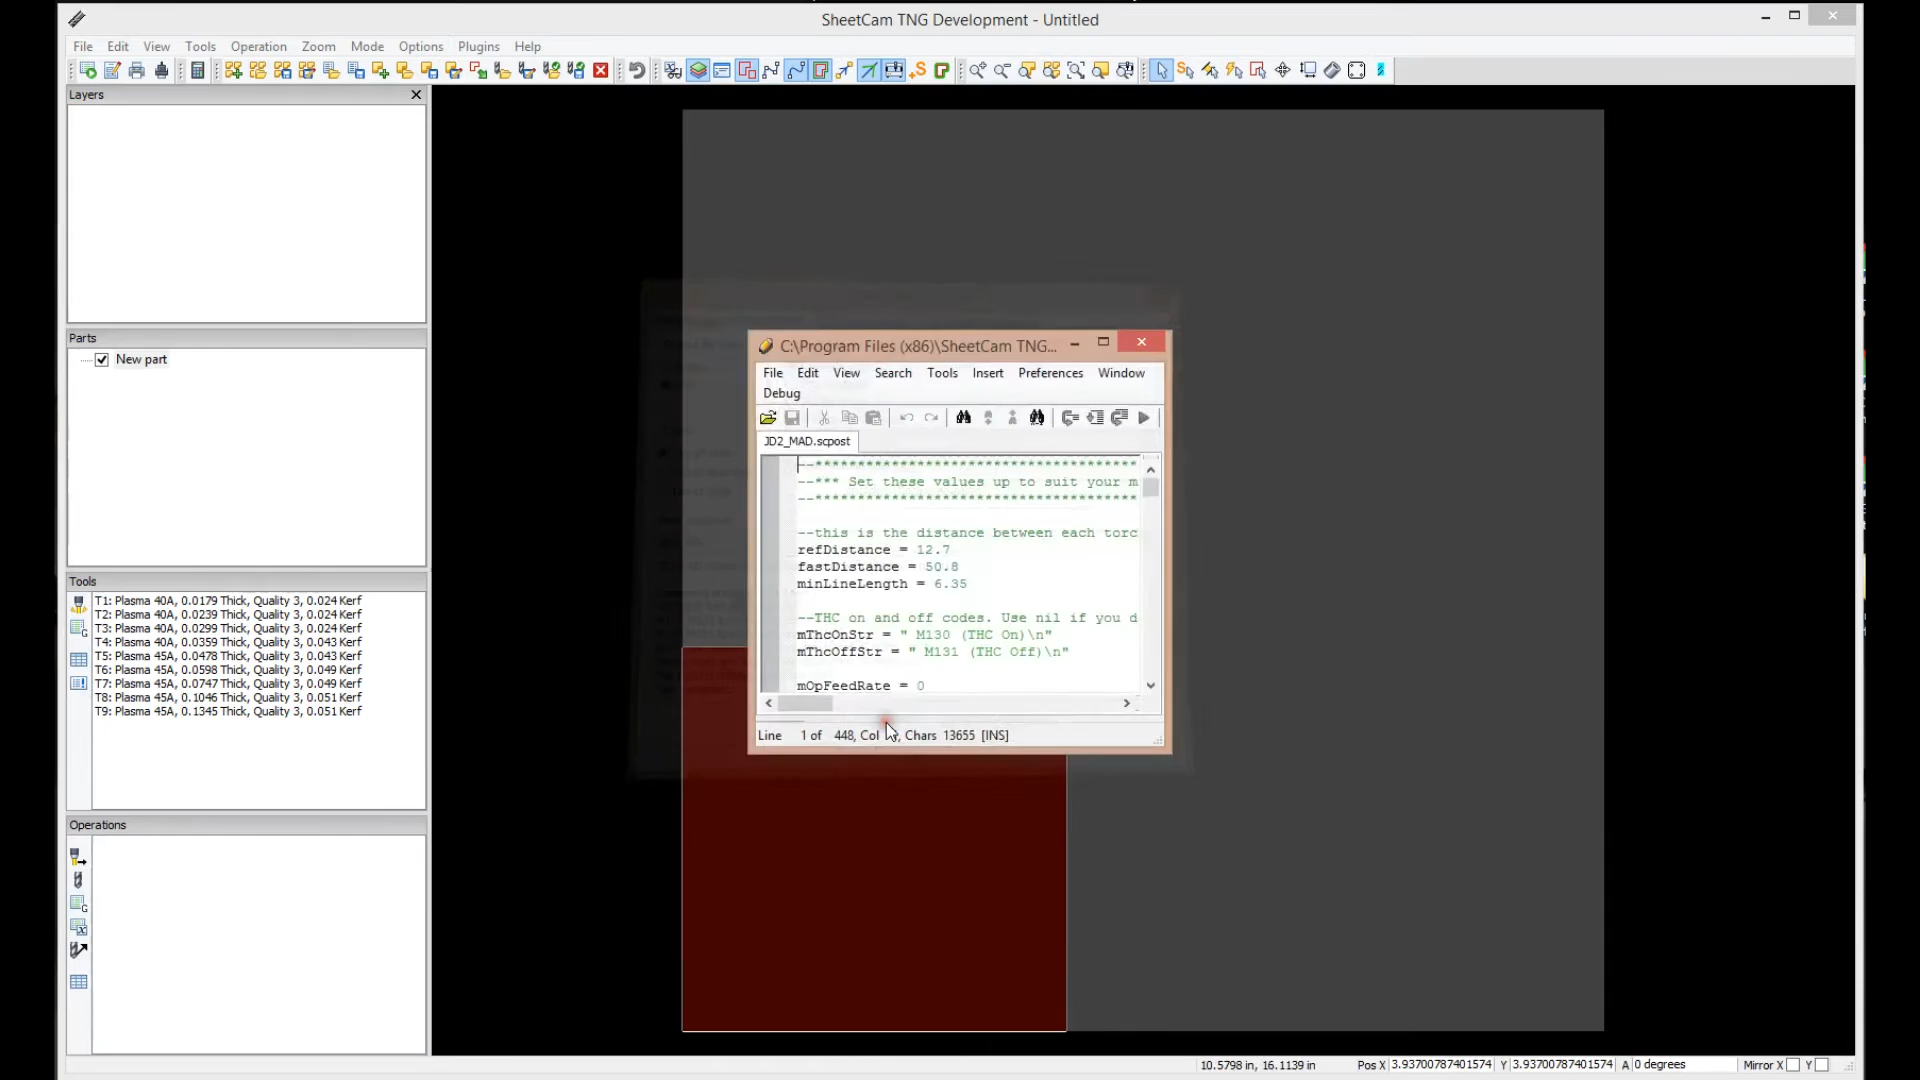 SheetCam TNG Development - Untitled
File Edit View Tools Operation Zoom Mode Options Plugins Help
Layers
Parts
New part
Tools
T1: Plasma 40A, 0.0179 Thick, Quality 3, 0.024 Kerf
T2: Plasma 40A, 0.0239 Thick, Quality 3, 0.024 Kerf
T3: Plasma 40A, 0.0299 Thick, Quality 3, 0.024 Kerf
T4: Plasma 40A, 0.0359 Thick, Quality 3, 0.043 Kerf
T5: Plasma 45A, 0.0478 Thick, Quality 3, 0.043 Kerf
T6: Plasma 45A, 0.0598 Thick, Quality 3, 0.049 Kerf
T7: Plasma 45A, 0.0747 Thick, Quality 3, 0.049 Kerf
T8: Plasma 45A, 0.1046 Thick, Quality 3, 0.051 Kerf
T9: Plasma 45A, 0.1345 Thick, Quality 3, 0.051 Kerf
Operations
C:\Program Files (x86)\SheetCam TNG...
File Edit View Search Tools Insert Preferences Window
Debug
JD2_MAD.scpost
--****************************************
--*** Set these values up to suit your m
--****************************************
--this is the distance between each torc
refDistance = 12.7
fastDistance = 50.8
minLineLength = 6.35
--THC on and off codes. Use nil if you d
mThcOnStr = " M130 (THC On)\n"
mThcOffStr = " M131 (THC Off)\n"
mOpFeedRate = 0
Line 1 of 448, Col , Chars 13655 [INS]
10.5798 in, 16.1139 in Pos X 3.93700787401574 Y 3.93700787401574 A 0 degrees Mirror X Y